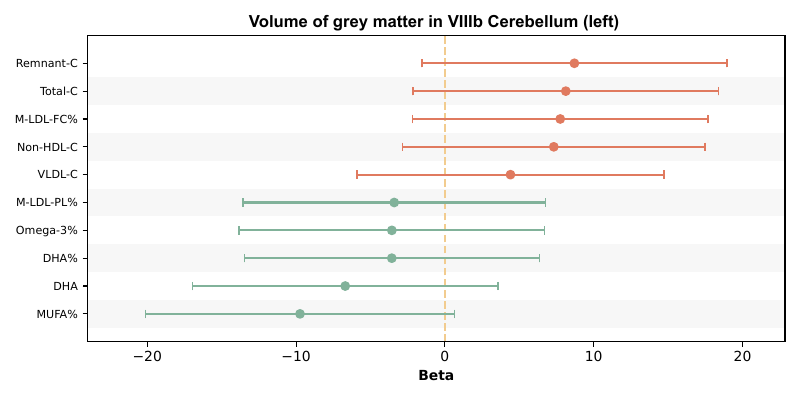 Volume of grey matter in VIIIb Cerebellum (left)
Remnant-C
Total-C
M-LDL-FC%
Non-HDL-C
VLDL-C
M-LDL-PL%
Omega-3%
DHA%
DHA
MUFA%
−20 −10 0 10 20
Beta